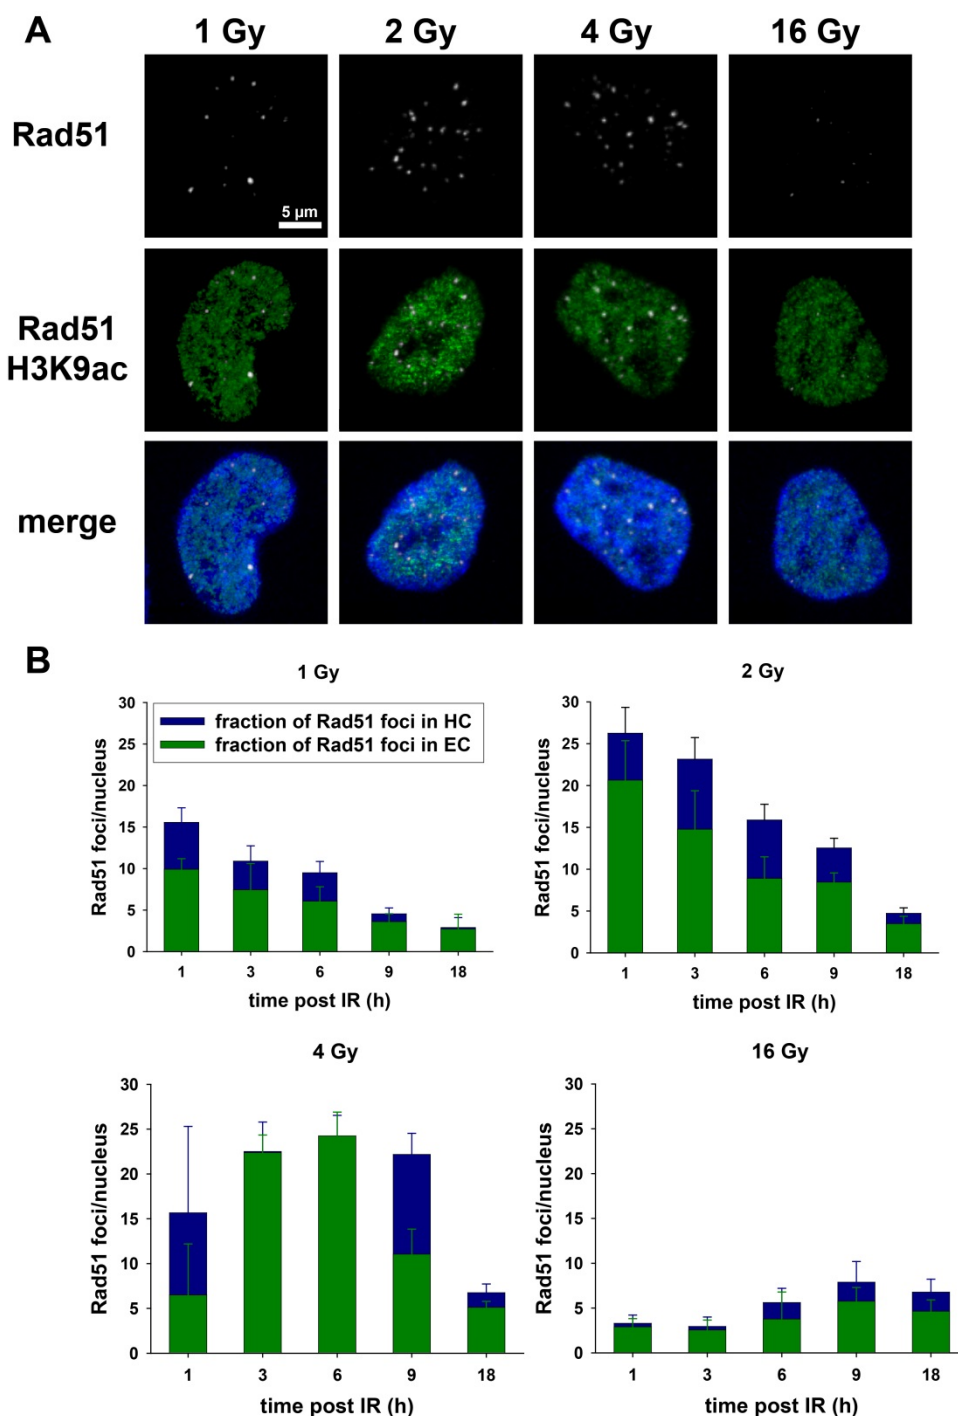 A
1 Gy 2 Gy 4 Gy 16 Gy
Rad51
5 µm
Rad51
H3K9ac
merge
B
1 Gy
30
25
20
15
10
5
0
Rad51 foci/nucleus
fraction of Rad51 foci in HC
fraction of Rad51 foci in EC
1 3 6 9 18
time post IR (h)
2 Gy
30
25
20
15
10
5
0
Rad51 foci/nucleus
1 3 6 9 18
time post IR (h)
4 Gy
30
25
20
15
10
5
0
Rad51 foci/nucleus
1 3 6 9 18
time post IR (h)
16 Gy
30
25
20
15
10
5
0
Rad51 foci/nucleus
1 3 6 9 18
time post IR (h)